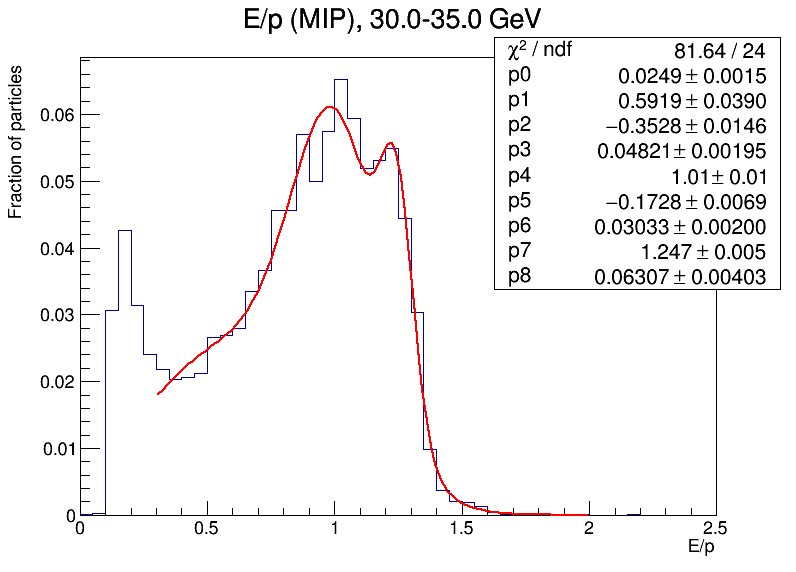 E/p (MIP), 30.0-35.0 GeV
χ² / ndf 81.64 / 24
p0 0.0249 ± 0.0015
p1 0.5919 ± 0.0390
p2 −0.3528 ± 0.0146
p3 0.04821 ± 0.00195
p4 1.01 ± 0.01
p5 −0.1728 ± 0.0069
p6 0.03033 ± 0.00200
p7 1.247 ± 0.005
p8 0.06307 ± 0.00403
Fraction of particles
0.06
0.05
0.04
0.03
0.02
0.01
0
0 0.5 1 1.5 2 2.5
E/p